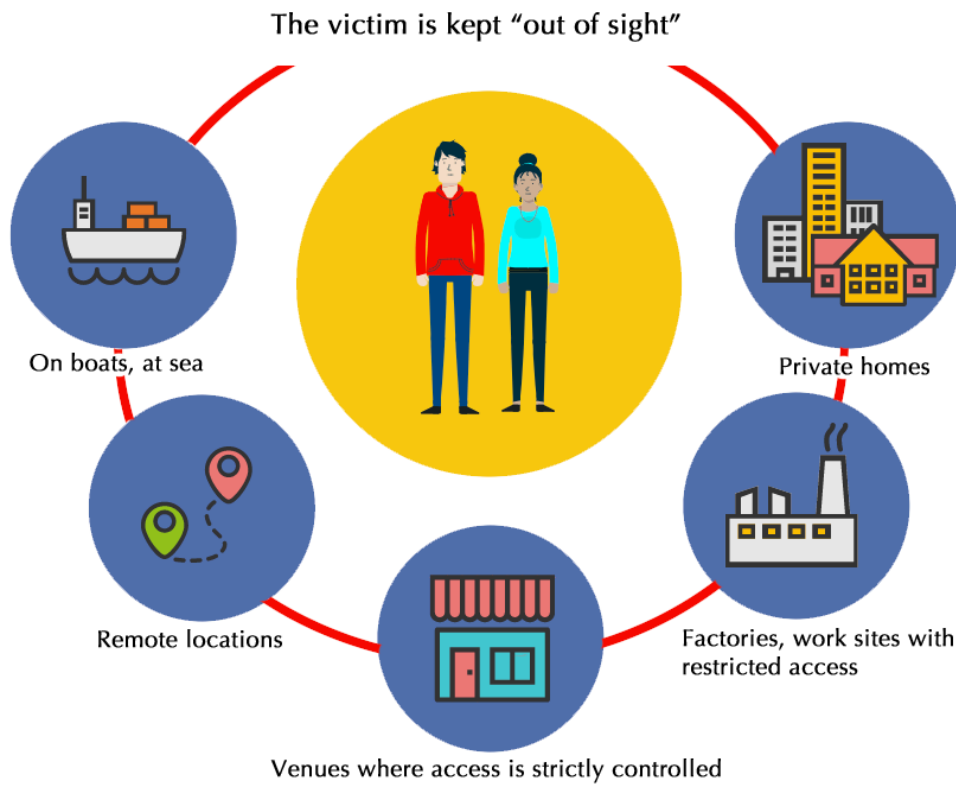 The victim is kept “out of sight”
On boats, at sea
Private homes
Remote locations
Factories, work sites with
restricted access
Venues where access is strictly controlled